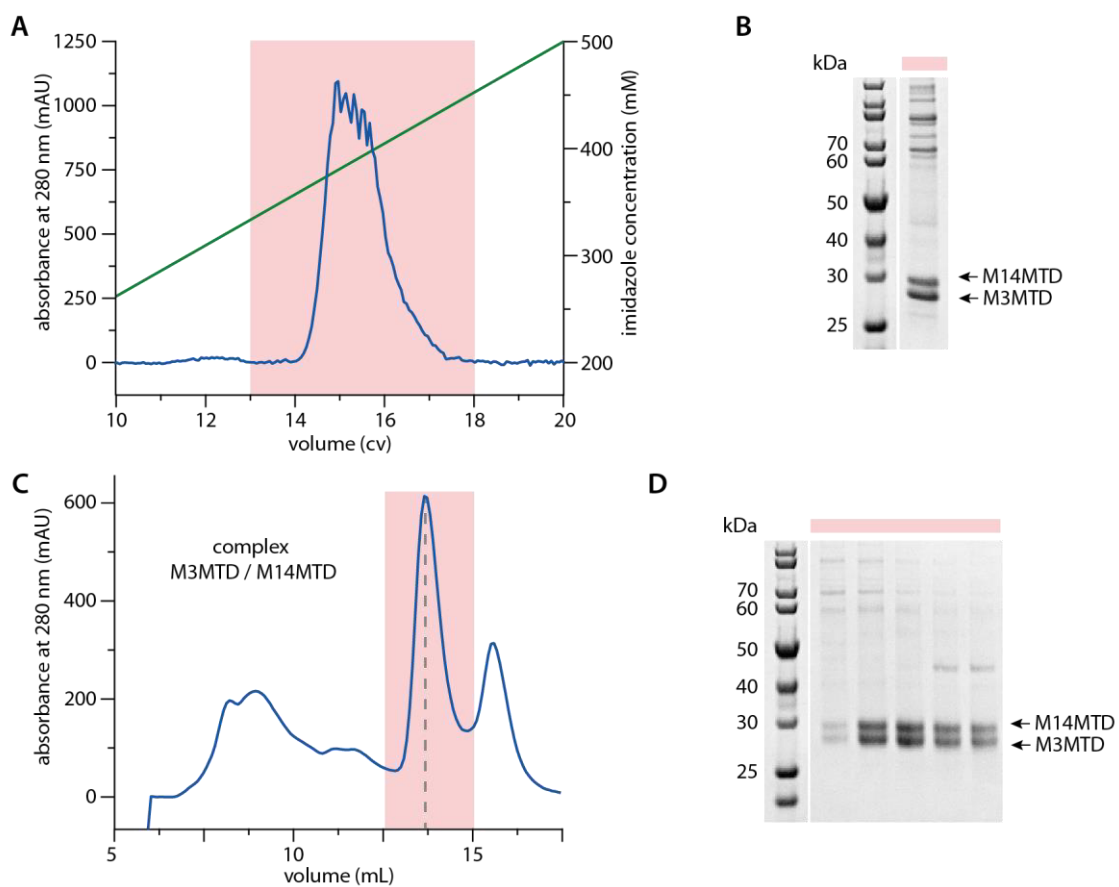 A
1250
1000
750
500
250
0
absorbance at 280 nm (mAU)
500
400
300
200
imidazole concentration (mM)
10
12
14
16
18
20
volume (cv)
B
kDa
70
60
50
40
30
25
M14MTD
M3MTD
C
600
400
200
0
absorbance at 280 nm (mAU)
complex
M3MTD / M14MTD
5
10
15
volume (mL)
D
kDa
70
60
50
40
30
25
M14MTD
M3MTD